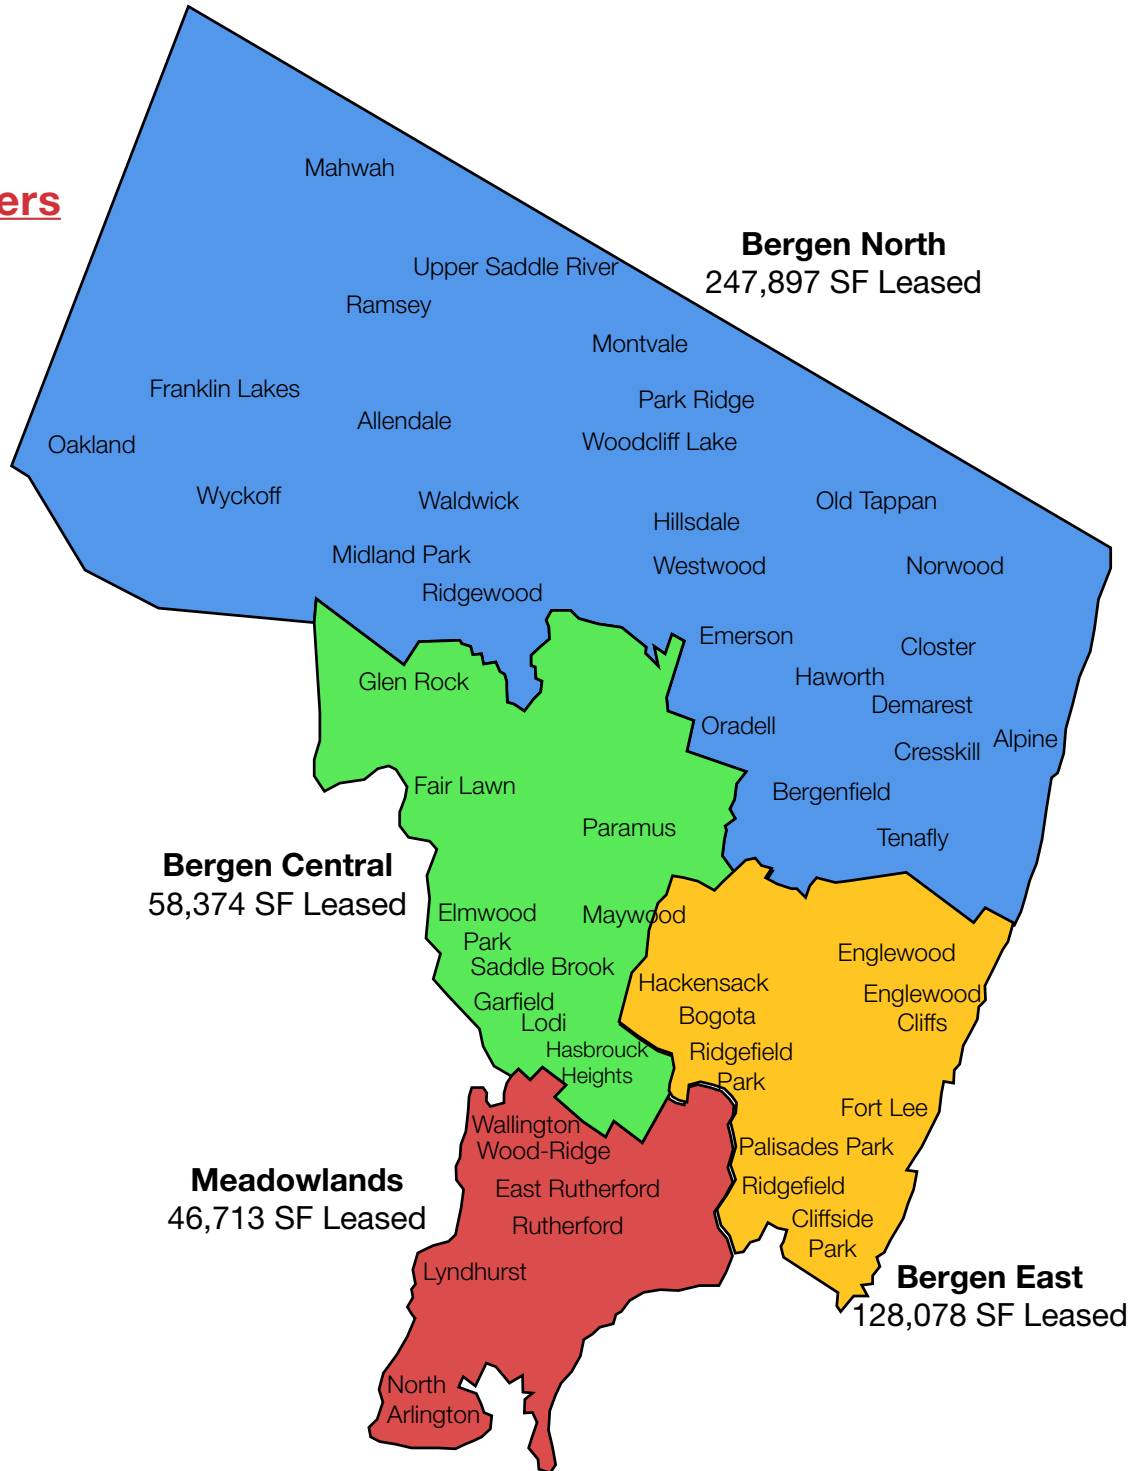 Mahwah
ers
Bergen North
247,897 SF Leased
Upper Saddle River
Ramsey
Montvale
Franklin Lakes
Park Ridge
Allendale
Oakland
Woodcliff Lake
Wyckoff
Waldwick
Old Tappan
Hillsdale
Midland Park
Westwood
Norwood
Ridgewood
Emerson
Closter
Haworth
Glen Rock
Demarest
Oradell
Alpine
Cresskill
Fair Lawn
Bergenfield
Paramus
Tenafly
Bergen Central
58,374 SF Leased
Elmwood
Park
Maywood
Saddle Brook
Garfield
Lodi
Hasbrouck
Heights
Englewood
Hackensack
Englewood
Cliffs
Bogota
Ridgefield
Park
Fort Lee
Palisades Park
Ridgefield
Cliffside
Park
Wallington
Wood-Ridge
Meadowlands
46,713 SF Leased
East Rutherford
Rutherford
Lyndhurst
Bergen East
128,078 SF Leased
North
Arlington